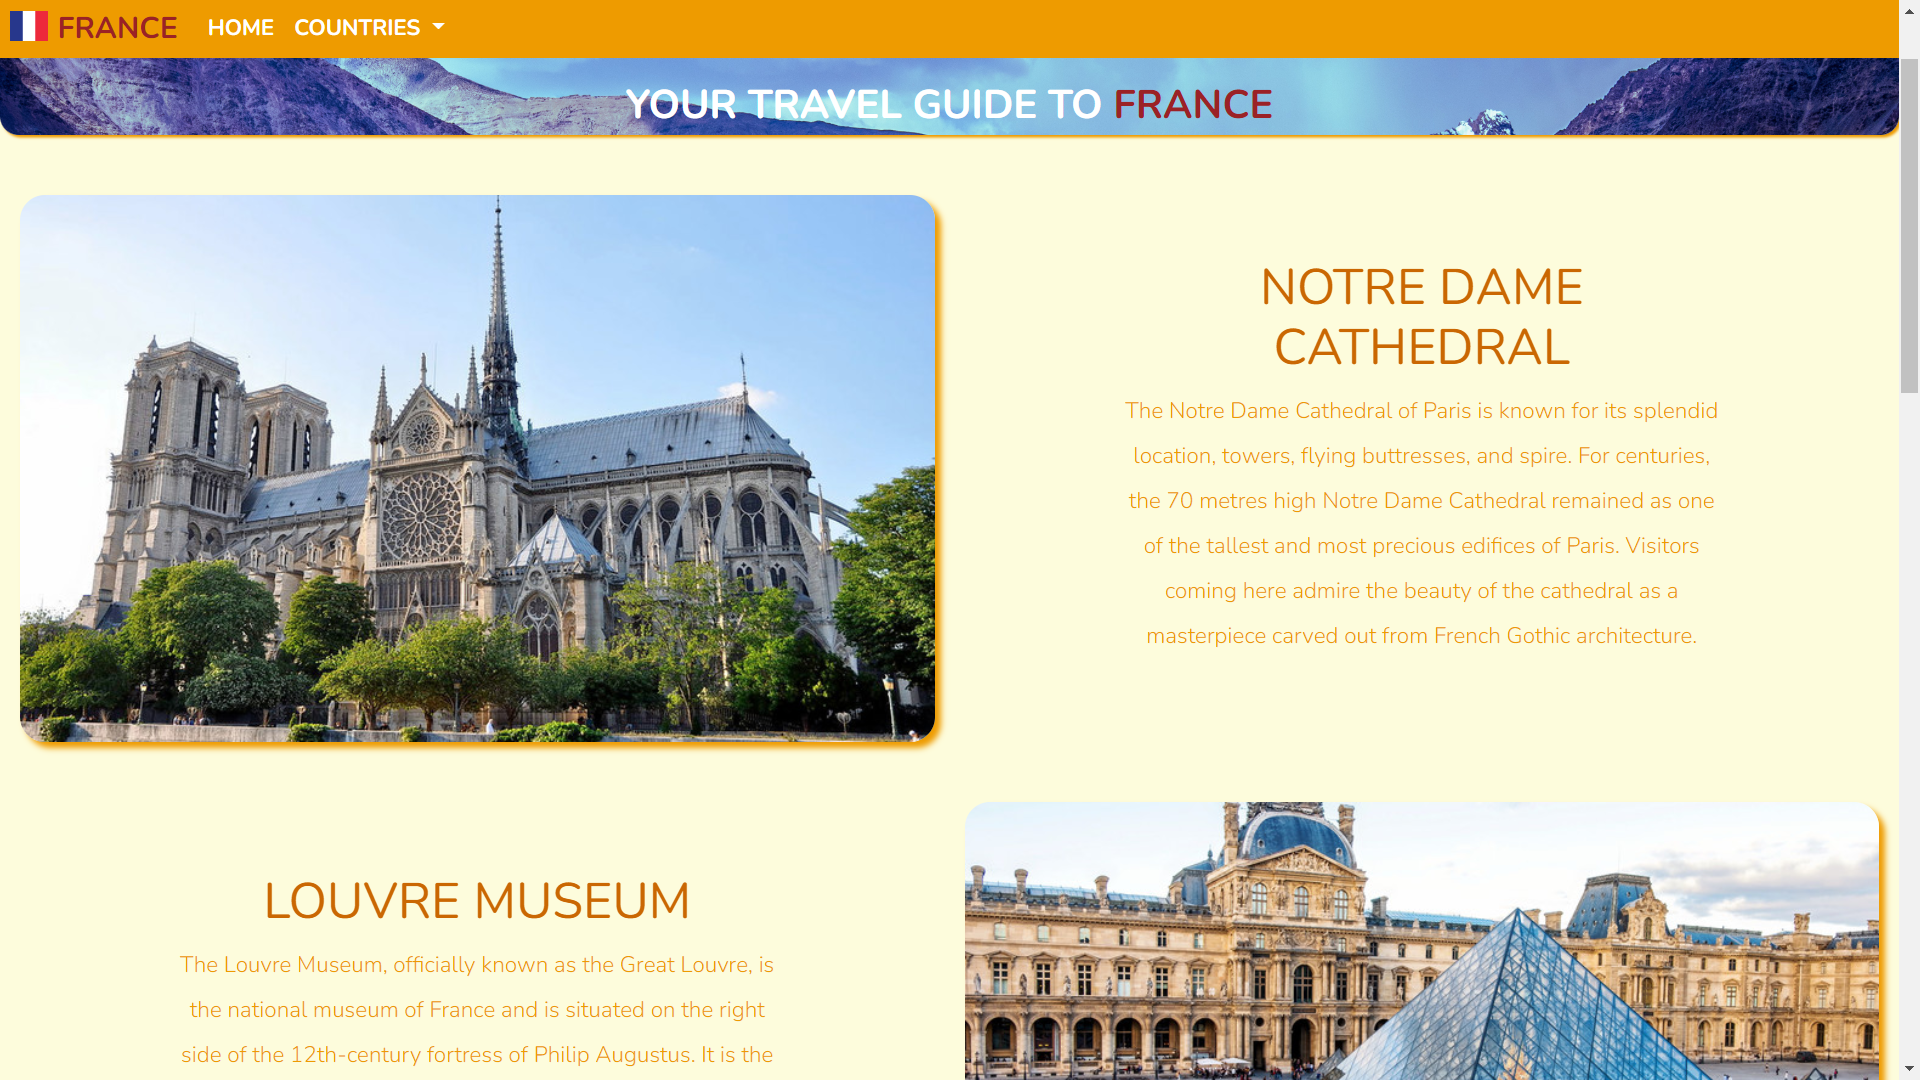 FRANCE
HOME
COUNTRIES
YOUR TRAVEL GUIDE TO FRANCE
NOTRE DAME
CATHEDRAL
The Notre Dame Cathedral of Paris is known for its splendid
location, towers, flying buttresses, and spire. For centuries,
the 70 metres high Notre Dame Cathedral remained as one
of the tallest and most precious edifices of Paris. Visitors
coming here admire the beauty of the cathedral as a
masterpiece carved out from French Gothic architecture.
LOUVRE MUSEUM
The Louvre Museum, officially known as the Great Louvre, is
the national museum of France and is situated on the right
side of the 12th-century fortress of Philip Augustus. It is the